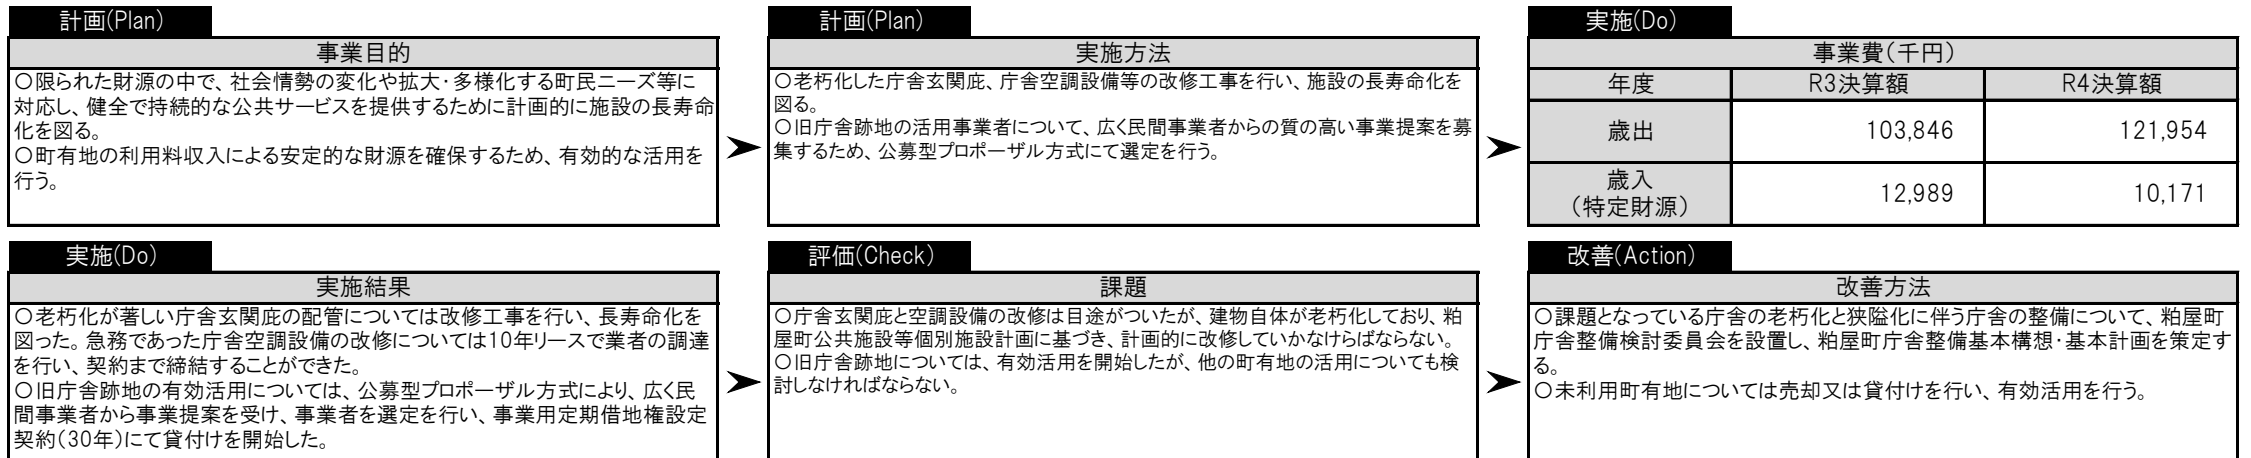 計画(Plan)
事業目的
〇限られた財源の中で、社会情勢の変化や拡大・多様化する町民ニーズ等に
対応し、健全で持続的な公共サービスを提供するために計画的に施設の長寿命
化を図る。
〇町有地の利用料収入による安定的な財源を確保するため、有効的な活用を
行う。
計画(Plan)
実施方法
〇老朽化した庁舎玄関庇、庁舎空調設備等の改修工事を行い、施設の長寿命化を
図る。
〇旧庁舎跡地の活用事業者について、広く民間事業者からの質の高い事業提案を募
集するため、公募型プロポーザル方式にて選定を行う。
実施(Do)
事業費(千円)
年度 R3決算額 R4決算額
歳出 103,846 121,954
歳入
(特定財源) 12,989 10,171
実施(Do)
実施結果
〇老朽化が著しい庁舎玄関庇の配管については改修工事を行い、長寿命化を
図った。急務であった庁舎空調設備の改修については10年リースで業者の調達
を行い、契約まで締結することができた。
〇旧庁舎跡地の有効活用については、公募型プロポーザル方式により、広く民
間事業者から事業提案を受け、事業者を選定を行い、事業用定期借地権設定
契約(30年)にて貸付けを開始した。
評価(Check)
課題
〇庁舎玄関庇と空調設備の改修は目途がついたが、建物自体が老朽化しており、粕
屋町公共施設等個別施設計画に基づき、計画的に改修していかなけらばならない。
〇旧庁舎跡地については、有効活用を開始したが、他の町有地の活用についても検
討しなければならない。
改善(Action)
改善方法
〇課題となっている庁舎の老朽化と狭隘化に伴う庁舎の整備について、粕屋町
庁舎整備検討委員会を設置し、粕屋町庁舎整備基本構想・基本計画を策定す
る。
〇未利用町有地については売却又は貸付けを行い、有効活用を行う。